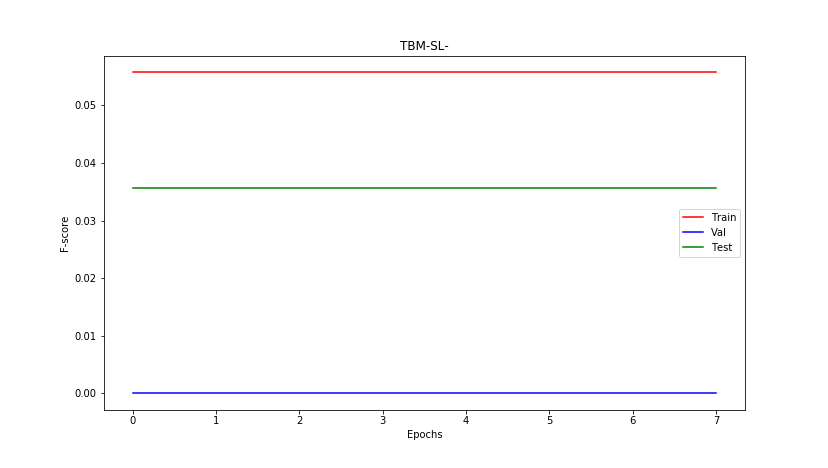 TBM-SL-
0.05
0.04
0.03
0.02
0.01
0.00
F-score
0 1 2 3 4 5 6 7
Epochs
Train
Val
Test